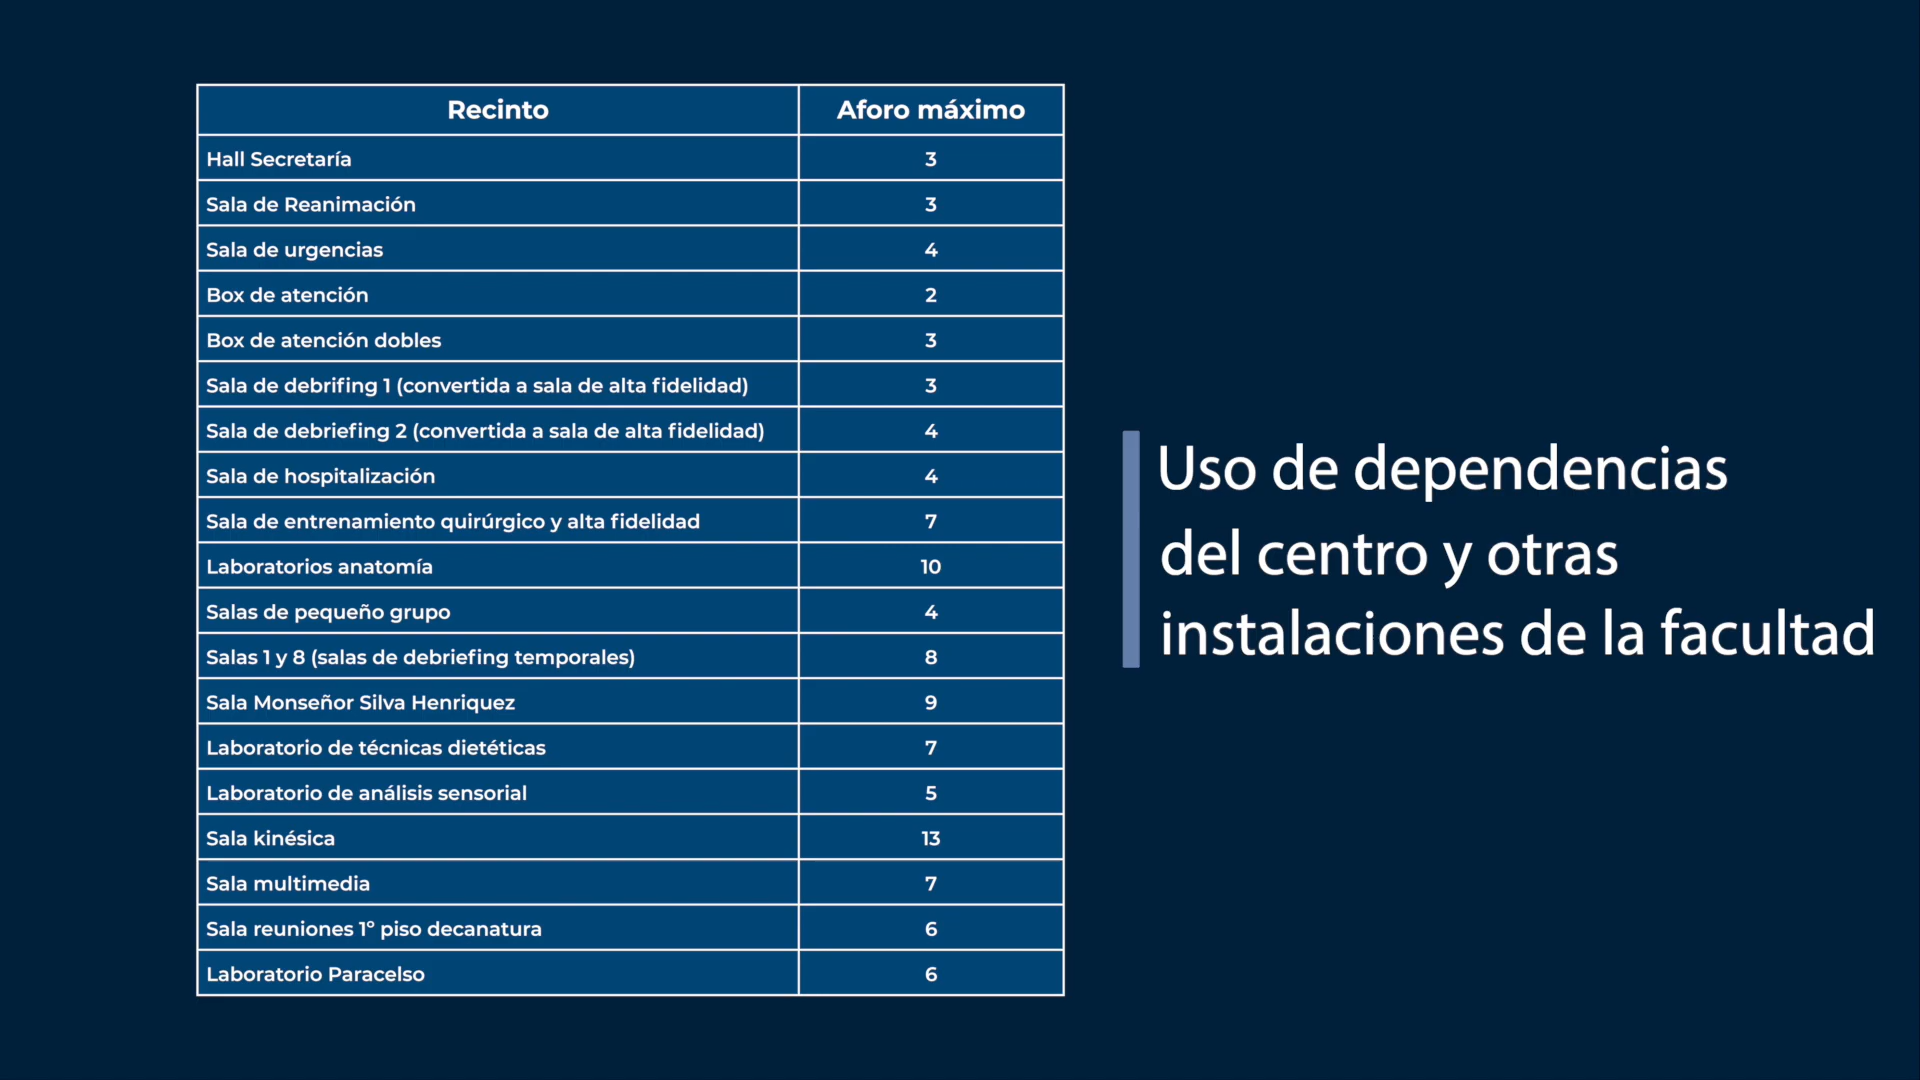 Recinto Aforo máximo
Hall Secretaría 3
Sala de Reanimación 3
Sala de urgencias 4
Box de atención 2
Box de atención dobles 3
Sala de debrifing 1 (convertida a sala de alta fidelidad) 3
Sala de debriefing 2 (convertida a sala de alta fidelidad) 4
Sala de hospitalización 4
Sala de entrenamiento quirúrgico y alta fidelidad 7
Laboratorios anatomía 10
Salas de pequeño grupo 4
Salas 1 y 8 (salas de debriefing temporales) 8
Sala Monseñor Silva Henriquez 9
Laboratorio de técnicas dietéticas 7
Laboratorio de análisis sensorial 5
Sala kinésica 13
Sala multimedia 7
Sala reuniones 1º piso decanatura 6
Laboratorio Paracelso 6
Uso de dependencias
del centro y otras
instalaciones de la facultad